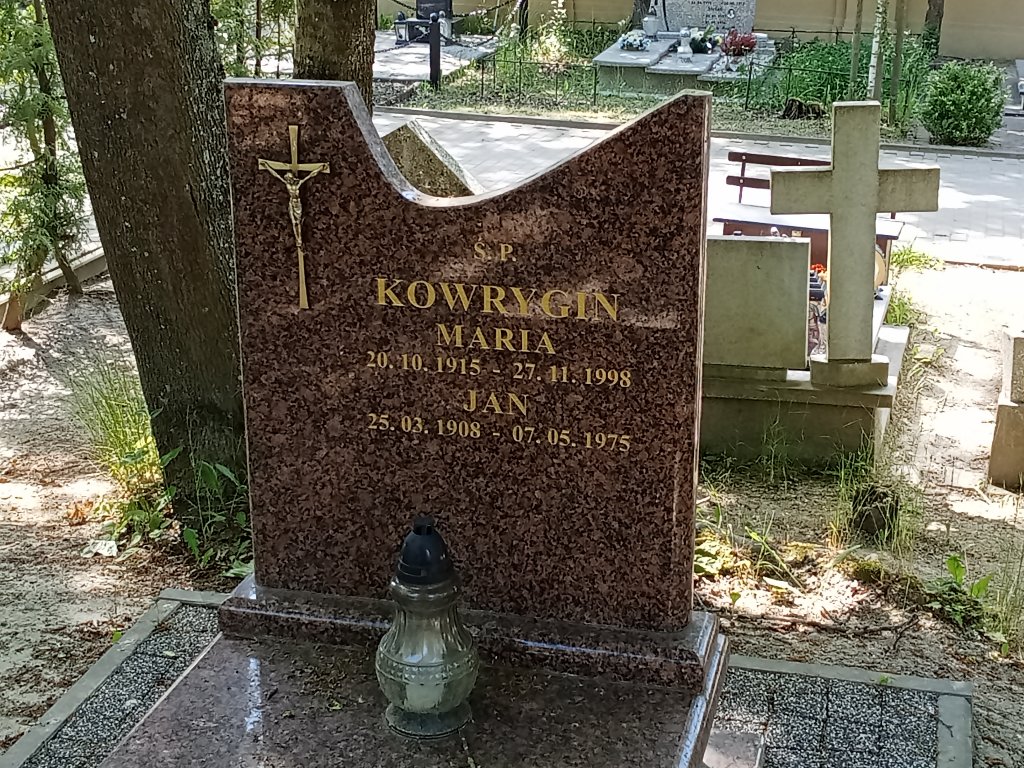 Ś. P.
KOWRYGIN
MARIA
20. 10. 1915 - 27. 11. 1998
JAN
25. 03. 1908 - 07. 05. 1975